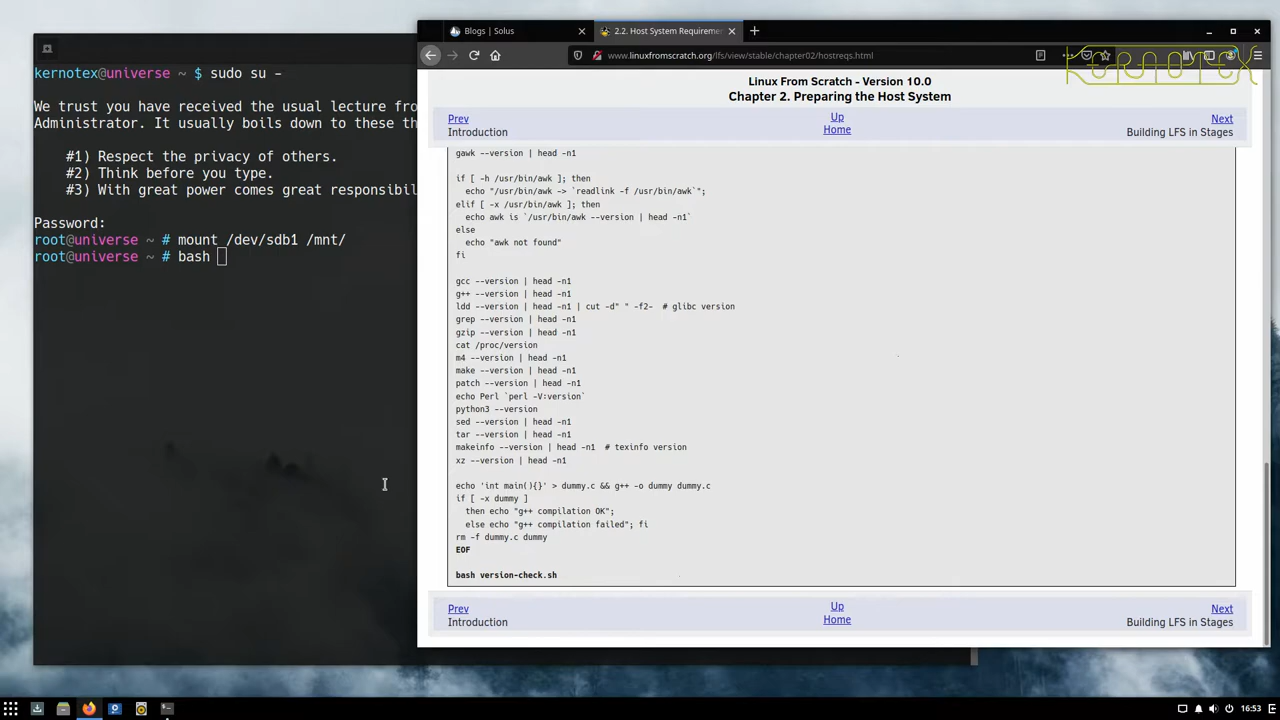 kernotex@universe ~ $ sudo su -
We trust you have received the usual lecture fro
Administrator. It usually boils down to these th
#1) Respect the privacy of others.
#2) Think before you type.
#3) With great power comes great responsibil
Password:
root@universe ~ # mount /dev/sdb1 /mnt/
root@universe ~ # bash
Blogs | Solus
2.2. Host System Requireme
www.linuxfromscratch.org/lfs/view/stable/chapter02/hostreqs.html
KERNOTEX
Linux From Scratch - Version 10.0
Chapter 2. Preparing the Host System
Prev
Introduction
Up
Home
Next
Building LFS in Stages
gawk --version | head -n1
if [ -h /usr/bin/awk ]; then
echo "/usr/bin/awk -> `readlink -f /usr/bin/awk`";
elif [ -x /usr/bin/awk ]; then
echo awk is `/usr/bin/awk --version | head -n1`
else
echo "awk not found"
fi
gcc --version | head -n1
g++ --version | head -n1
ldd --version | head -n1 | cut -d" " -f2-  # glibc version
grep --version | head -n1
gzip --version | head -n1
cat /proc/version
m4 --version | head -n1
make --version | head -n1
patch --version | head -n1
echo Perl `perl -V:version`
python3 --version
sed --version | head -n1
tar --version | head -n1
makeinfo --version | head -n1  # texinfo version
xz --version | head -n1
echo 'int main(){}' > dummy.c && g++ -o dummy dummy.c
if [ -x dummy ]
then echo "g++ compilation OK";
else echo "g++ compilation failed"; fi
rm -f dummy.c dummy
EOF
bash version-check.sh
Prev
Introduction
Up
Home
Next
Building LFS in Stages
16:53